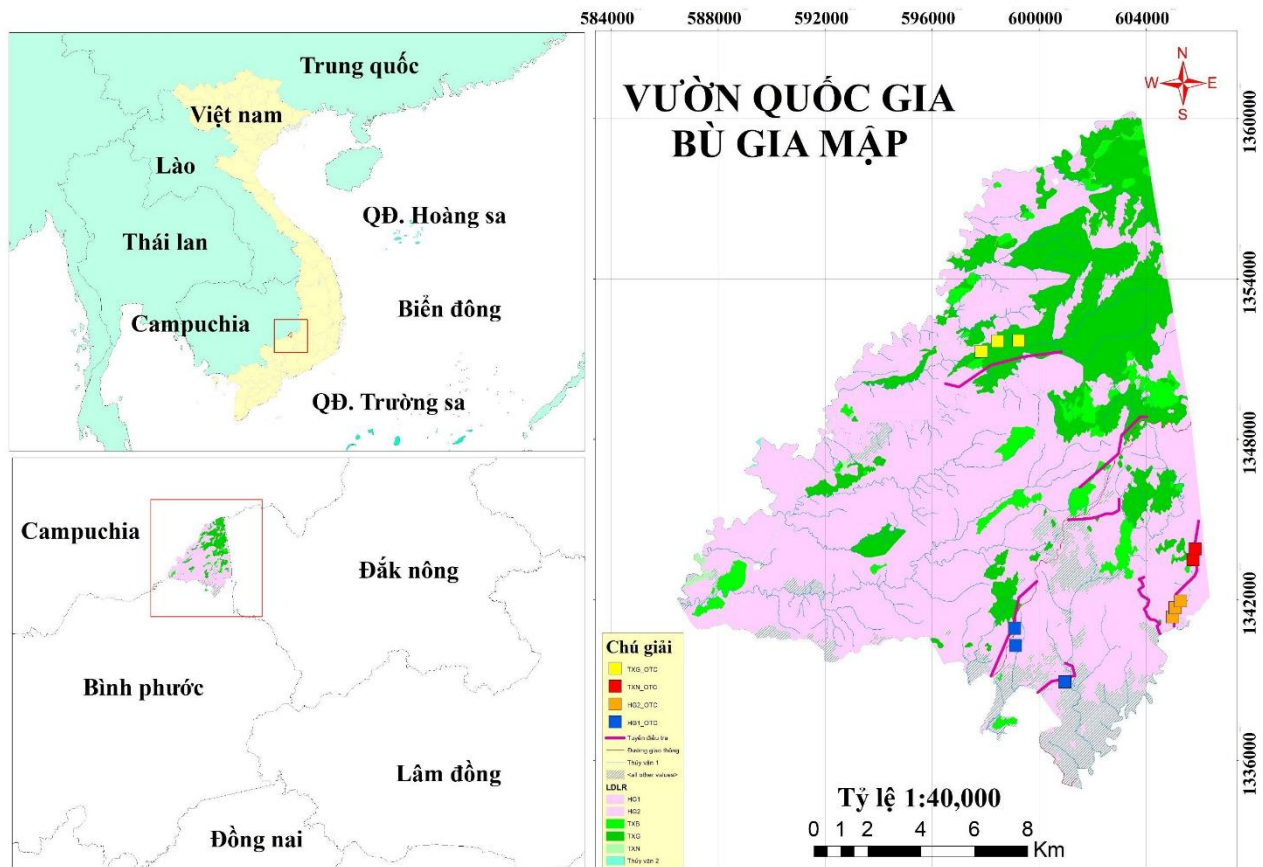 Trung quốc
Việt nam
Lào
QĐ. Hoàng sa
Thái lan
Biển đông
Campuchia
QĐ. Trường sa
Campuchia
Đắk nông
Bình phước
Lâm đồng
Đồng nai
584000 588000 592000 596000 600000 604000
VƯỜN QUỐC GIA
BÙ GIA MẬP
N
W E
S
1360000
1354000
1348000
1342000
1336000
Chú giải
TXG_OTC
TXN_OTC
HG2_OTC
HG1_OTC
Tuyến điều tra
Đường giao thông
Thủy văn 1
<all other values>
LDLR
HG1
HG2
TXB
TXG
TXN
Thủy văn 2
Tỷ lệ 1:40,000
0 1 2 4 6 8
Km